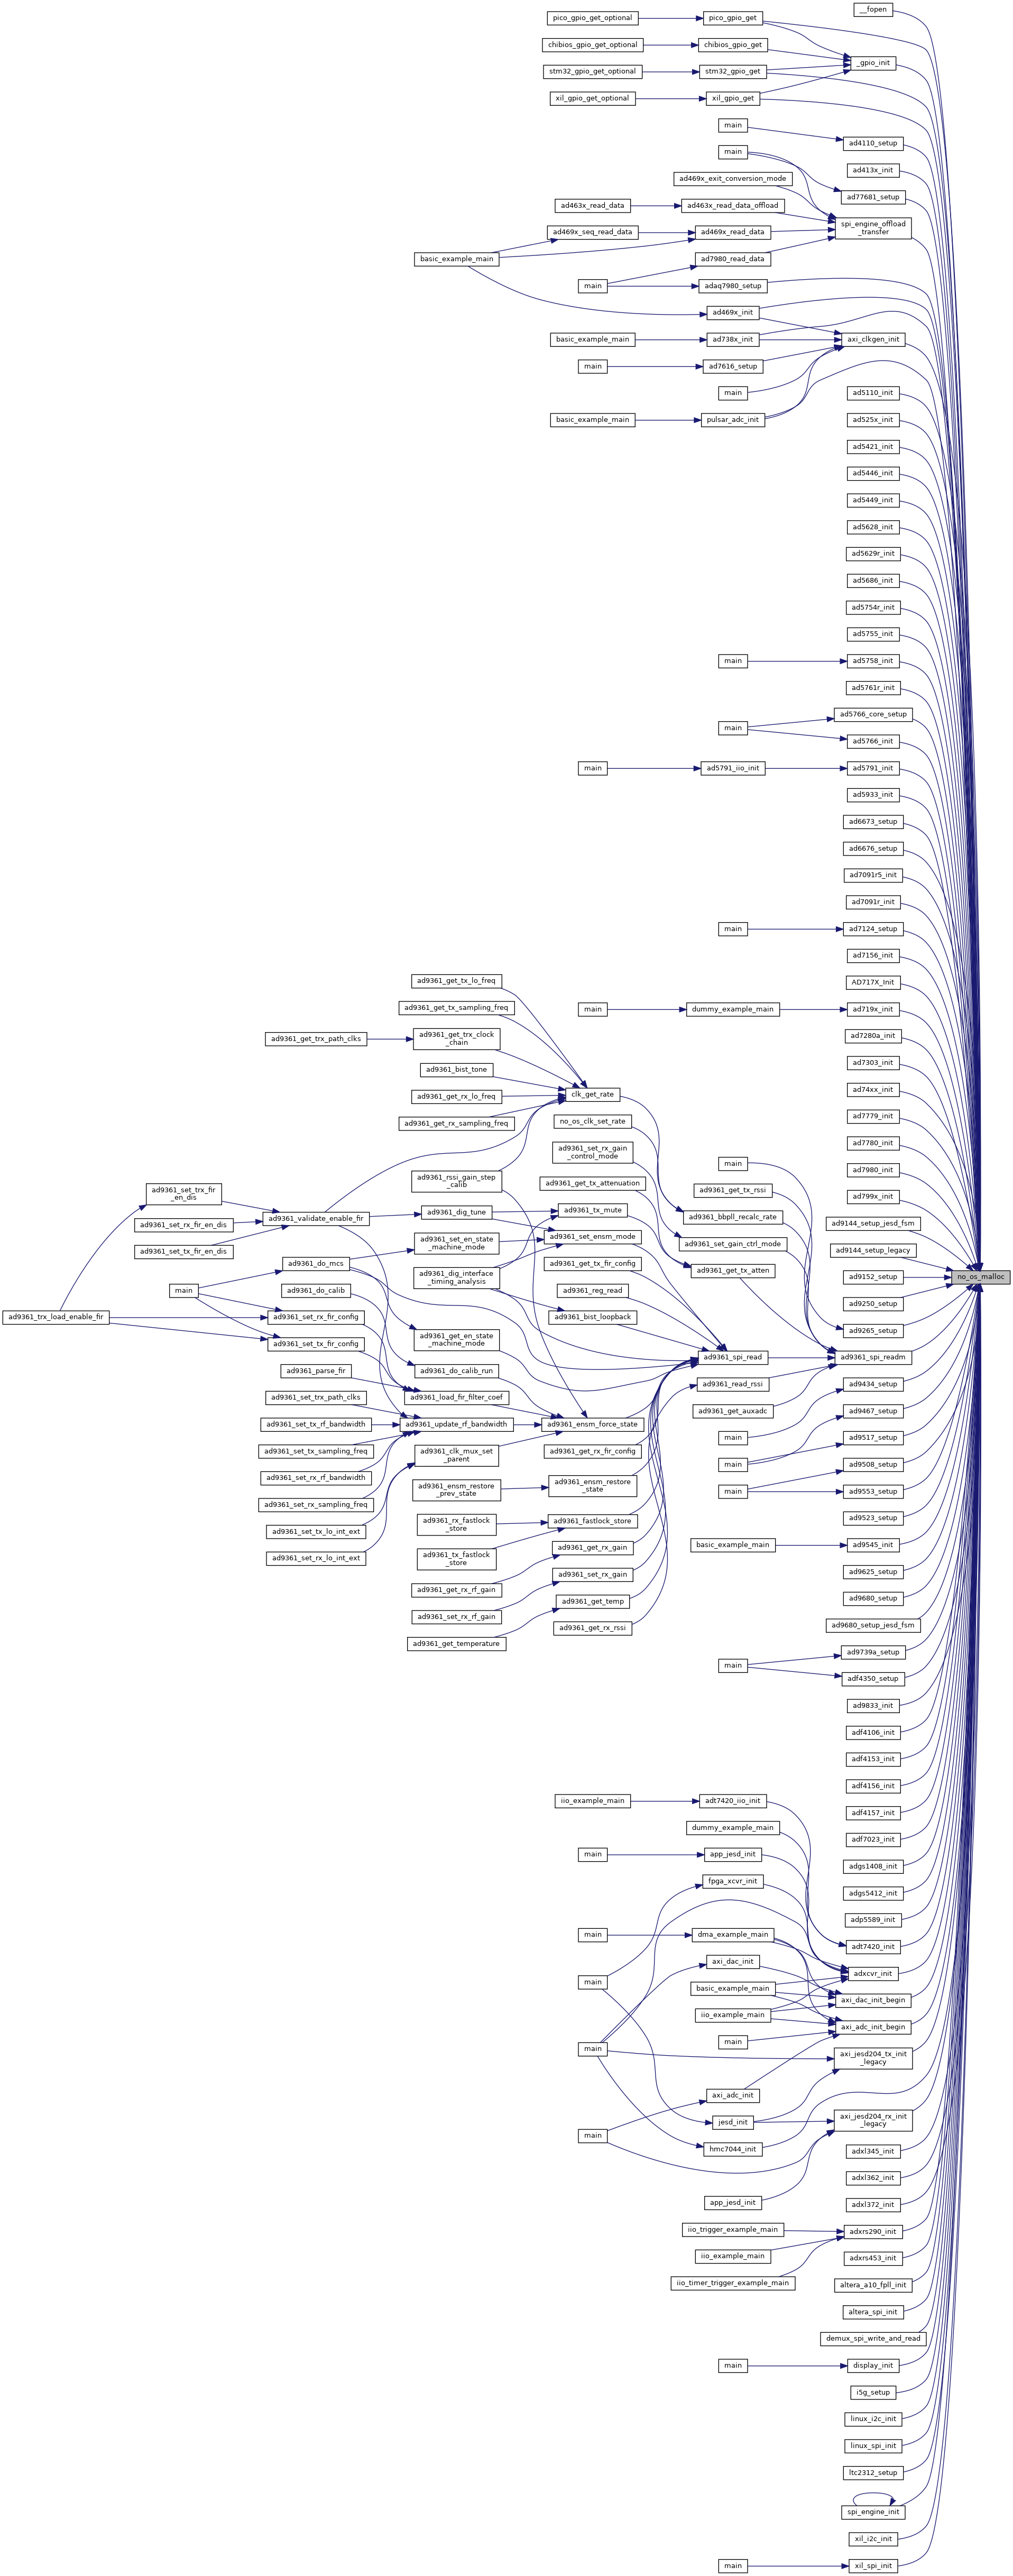 __fopen
pico_gpio_get_optional
pico_gpio_get
chibios_gpio_get_optional
chibios_gpio_get
_gpio_init
stm32_gpio_get_optional
stm32_gpio_get
xil_gpio_get_optional
xil_gpio_get
main
ad4110_setup
main
ad413x_init
ad469x_exit_conversion_mode
ad77681_setup
ad463x_read_data
ad463x_read_data_offload
spi_engine_offload
_transfer
ad469x_seq_read_data
ad469x_read_data
basic_example_main
ad7980_read_data
main
adaq7980_setup
ad469x_init
basic_example_main
ad738x_init
axi_clkgen_init
main
ad7616_setup
main
ad5110_init
basic_example_main
pulsar_adc_init
ad525x_init
ad5421_init
ad5446_init
ad5449_init
ad5628_init
ad5629r_init
ad5686_init
ad5754r_init
ad5755_init
main
ad5758_init
ad5761r_init
ad5766_core_setup
main
ad5766_init
main
ad5791_iio_init
ad5791_init
ad5933_init
ad6673_setup
ad6676_setup
ad7091r5_init
ad7091r_init
main
ad7124_setup
ad7156_init
ad9361_get_tx_lo_freq
AD717X_Init
ad9361_get_tx_sampling_freq
main
dummy_example_main
ad719x_init
ad9361_get_trx_path_clks
ad9361_get_trx_clock
_chain
ad7280a_init
ad9361_bist_tone
ad7303_init
ad9361_get_rx_lo_freq
clk_get_rate
ad74xx_init
ad9361_get_rx_sampling_freq
no_os_clk_set_rate
ad7779_init
ad9361_set_rx_gain
_control_mode
ad7780_init
ad9361_rssi_gain_step
_calib
main
ad7980_init
ad9361_set_trx_fir
_en_dis
ad9361_get_tx_attenuation
ad9361_get_tx_rssi
ad799x_init
ad9361_set_rx_fir_en_dis
ad9361_validate_enable_fir
ad9361_dig_tune
ad9361_tx_mute
ad9361_bbpll_recalc_rate
ad9144_setup_jesd_fsm
ad9361_set_tx_fir_en_dis
ad9361_set_en_state
_machine_mode
ad9361_set_ensm_mode
ad9361_set_gain_ctrl_mode
ad9144_setup_legacy
ad9361_do_mcs
ad9361_dig_interface
_timing_analysis
ad9361_get_tx_fir_config
ad9361_get_tx_atten
ad9152_setup
no_os_malloc
main
ad9361_do_calib
ad9361_reg_read
ad9250_setup
ad9361_trx_load_enable_fir
ad9361_set_rx_fir_config
ad9361_bist_loopback
ad9265_setup
ad9361_set_tx_fir_config
ad9361_get_en_state
_machine_mode
ad9361_spi_read
ad9361_spi_readm
ad9361_parse_fir
ad9361_do_calib_run
ad9361_read_rssi
ad9434_setup
ad9361_set_trx_path_clks
ad9361_load_fir_filter_coef
ad9361_get_auxadc
ad9467_setup
ad9361_set_tx_rf_bandwidth
ad9361_update_rf_bandwidth
ad9361_ensm_force_state
main
ad9517_setup
ad9361_set_tx_sampling_freq
ad9361_clk_mux_set
_parent
ad9361_get_rx_fir_config
main
ad9508_setup
ad9361_set_rx_rf_bandwidth
ad9361_ensm_restore
_prev_state
ad9361_ensm_restore
_state
main
ad9553_setup
ad9361_set_rx_sampling_freq
ad9361_rx_fastlock
_store
ad9361_fastlock_store
ad9523_setup
ad9361_set_tx_lo_int_ext
ad9361_tx_fastlock
_store
ad9361_get_rx_gain
basic_example_main
ad9545_init
ad9361_set_rx_lo_int_ext
ad9361_get_rx_rf_gain
ad9361_set_rx_gain
ad9625_setup
ad9361_set_rx_rf_gain
ad9361_get_temp
ad9680_setup
ad9361_get_temperature
ad9361_get_rx_rssi
ad9680_setup_jesd_fsm
main
ad9739a_setup
adf4350_setup
ad9833_init
adf4106_init
adf4153_init
adf4156_init
iio_example_main
adt7420_iio_init
adf4157_init
dummy_example_main
adf7023_init
main
app_jesd_init
adgs1408_init
fpga_xcvr_init
adgs5412_init
adp5589_init
main
dma_example_main
adt7420_init
axi_dac_init
adxcvr_init
main
basic_example_main
axi_dac_init_begin
iio_example_main
axi_adc_init_begin
main
main
axi_jesd204_tx_init
_legacy
axi_adc_init
jesd_init
axi_jesd204_rx_init
_legacy
main
hmc7044_init
adxl345_init
adxl362_init
app_jesd_init
adxl372_init
iio_trigger_example_main
adxrs290_init
iio_example_main
adxrs453_init
iio_timer_trigger_example_main
altera_a10_fpll_init
altera_spi_init
demux_spi_write_and_read
main
display_init
i5g_setup
linux_i2c_init
linux_spi_init
ltc2312_setup
spi_engine_init
xil_i2c_init
main
xil_spi_init